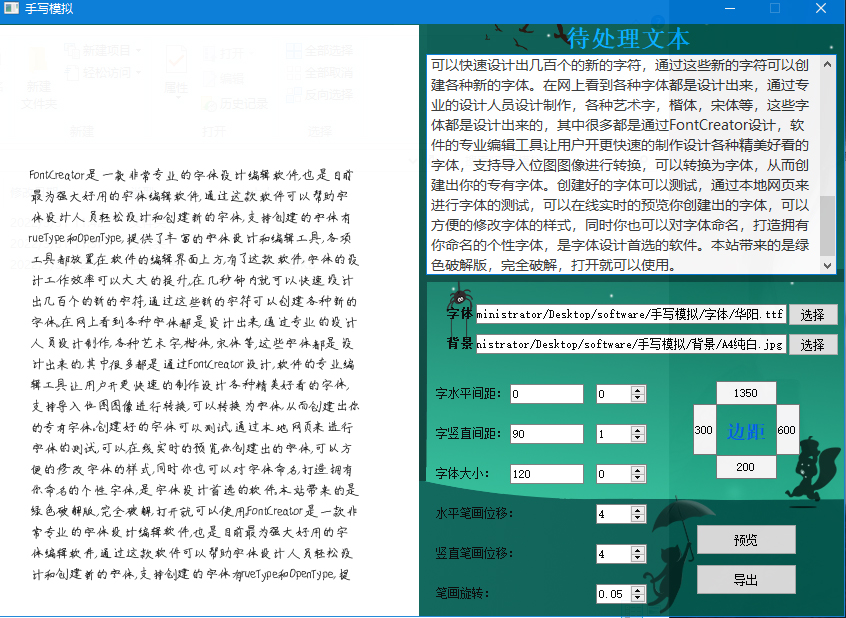 手写模拟
FontCreator是一款非常专业的字体设计编辑软件,也是目前
最为强大好用的字体编辑软件,通过这款软件可以帮助字
体设计人员轻松设计和创建新的字体,支持创建的字体有
rueType和OpenType,提供了丰富的字体设计和编辑工具,各项
工具都放置在软件的编辑界面上方,有了这款软件,字体的设
计工作效率可以大大的提升,在几秒钟内就可以快速设计
出几百个的新的字符,通过这些新的字符可以创建各种新的
字体。在网上看到各种字体都是设计出来,通过专业的设计
人员设计制作,各种艺术字,楷体,宋体等,这些字体都是设
计出来的,其中很多都是通过FontCreator设计,软件的专业编
辑工具让用户开更快速的制作设计各种精美好看的字体,
支持导入位图图像进行转换,可以转换为字体,从而创建出你
的专有字体。创建好的字体可以测试,通过本地网页来进行
字体的测试,可以在线实时的预览你创建出的字体,可以方
便的修改字体的样式,同时你也可以对字体命名,打造拥有
你命名的个性字体,是字体设计首选的软件。本站带来的是
绿色破解版,完全破解,打开就可以使用。FontCreator是一款非
常专业的字体设计编辑软件,也是目前最为强大好用的字
体编辑软件,通过这款软件可以帮助字体设计人员轻松设
计和创建新的字体,支持创建的字体有rueType和OpenType,提
待处理文本
可以快速设计出几百个的新的字符，通过这些新的字符可以创
建各种新的字体。在网上看到各种字体都是设计出来，通过专
业的设计人员设计制作，各种艺术字，楷体，宋体等，这些字
体都是设计出来的，其中很多都是通过FontCreator设计，软
件的专业编辑工具让用户开更快速的制作设计各种精美好看的
字体，支持导入位图图像进行转换，可以转换为字体，从而创
建出你的专有字体。创建好的字体可以测试，通过本地网页来
进行字体的测试，可以在线实时的预览你创建出的字体，可以
方便的修改字体的样式，同时你也可以对字体命名，打造拥有
你命名的个性字体，是字体设计首选的软件。本站带来的是绿
色破解版，完全破解，打开就可以使用。
字体 ministrator/Desktop/software/手写模拟/字体/华阳.ttf 选择
背景 nistrator/Desktop/software/手写模拟/背景/A4纯白.jpg 选择
字水平间距: 0 0
字竖直间距: 90 1
字体大小: 120 0
水平笔画位移: 4
竖直笔画位移: 4
笔画旋转: 0.05
1350
300 边距 600
200
预览
导出